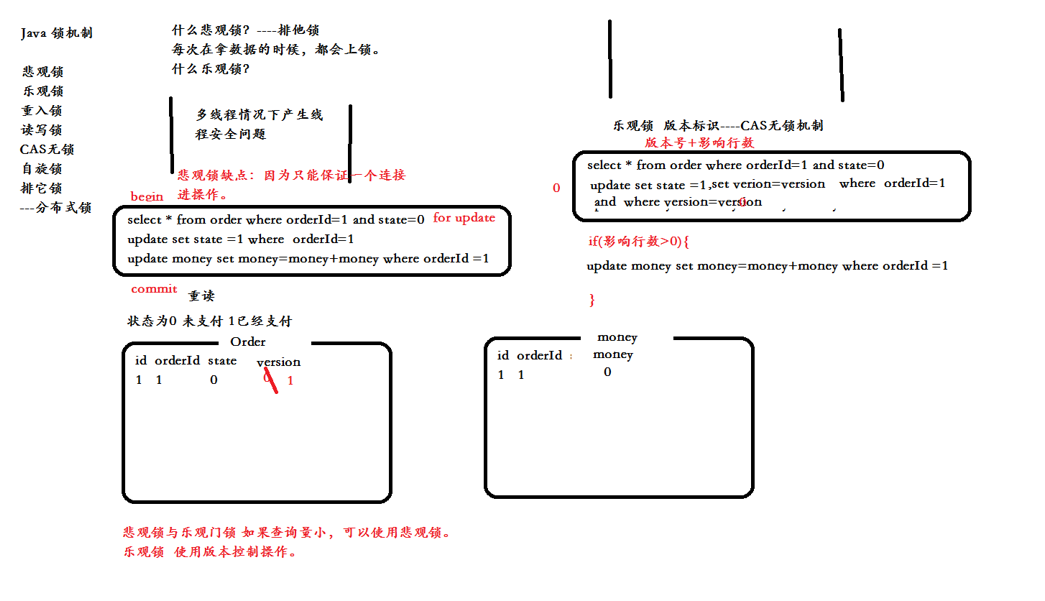 Java 锁机制
悲观锁
乐观锁
重入锁
读写锁
CAS无锁
自旋锁
排它锁
---分布式锁
什么悲观锁? ----排他锁
每次在拿数据的时候，都会上锁。
什么乐观锁?
多线程情况下产生线
程安全问题
悲观锁缺点：因为只能保证一个连接
进操作。
begin
select * from order where orderId=1 and state=0 for update
update set state =1 where orderId=1
update money set money=money+money where orderId =1
commit
重读
状态为0 未支付 1已经支付
Order
id orderId state version
1 1 0 0 1
乐观锁 版本标识----CAS无锁机制
版本号+影响行数
0
select * from order where orderId=1 and state=0
update set state =1,set verion=version where orderId=1
and where version=version
0
if(影响行数>0){
update money set money=money+money where orderId =1
}
money
id orderId : money
1 1 0
悲观锁与乐观门锁 如果查询量小，可以使用悲观锁。
乐观锁 使用版本控制操作。